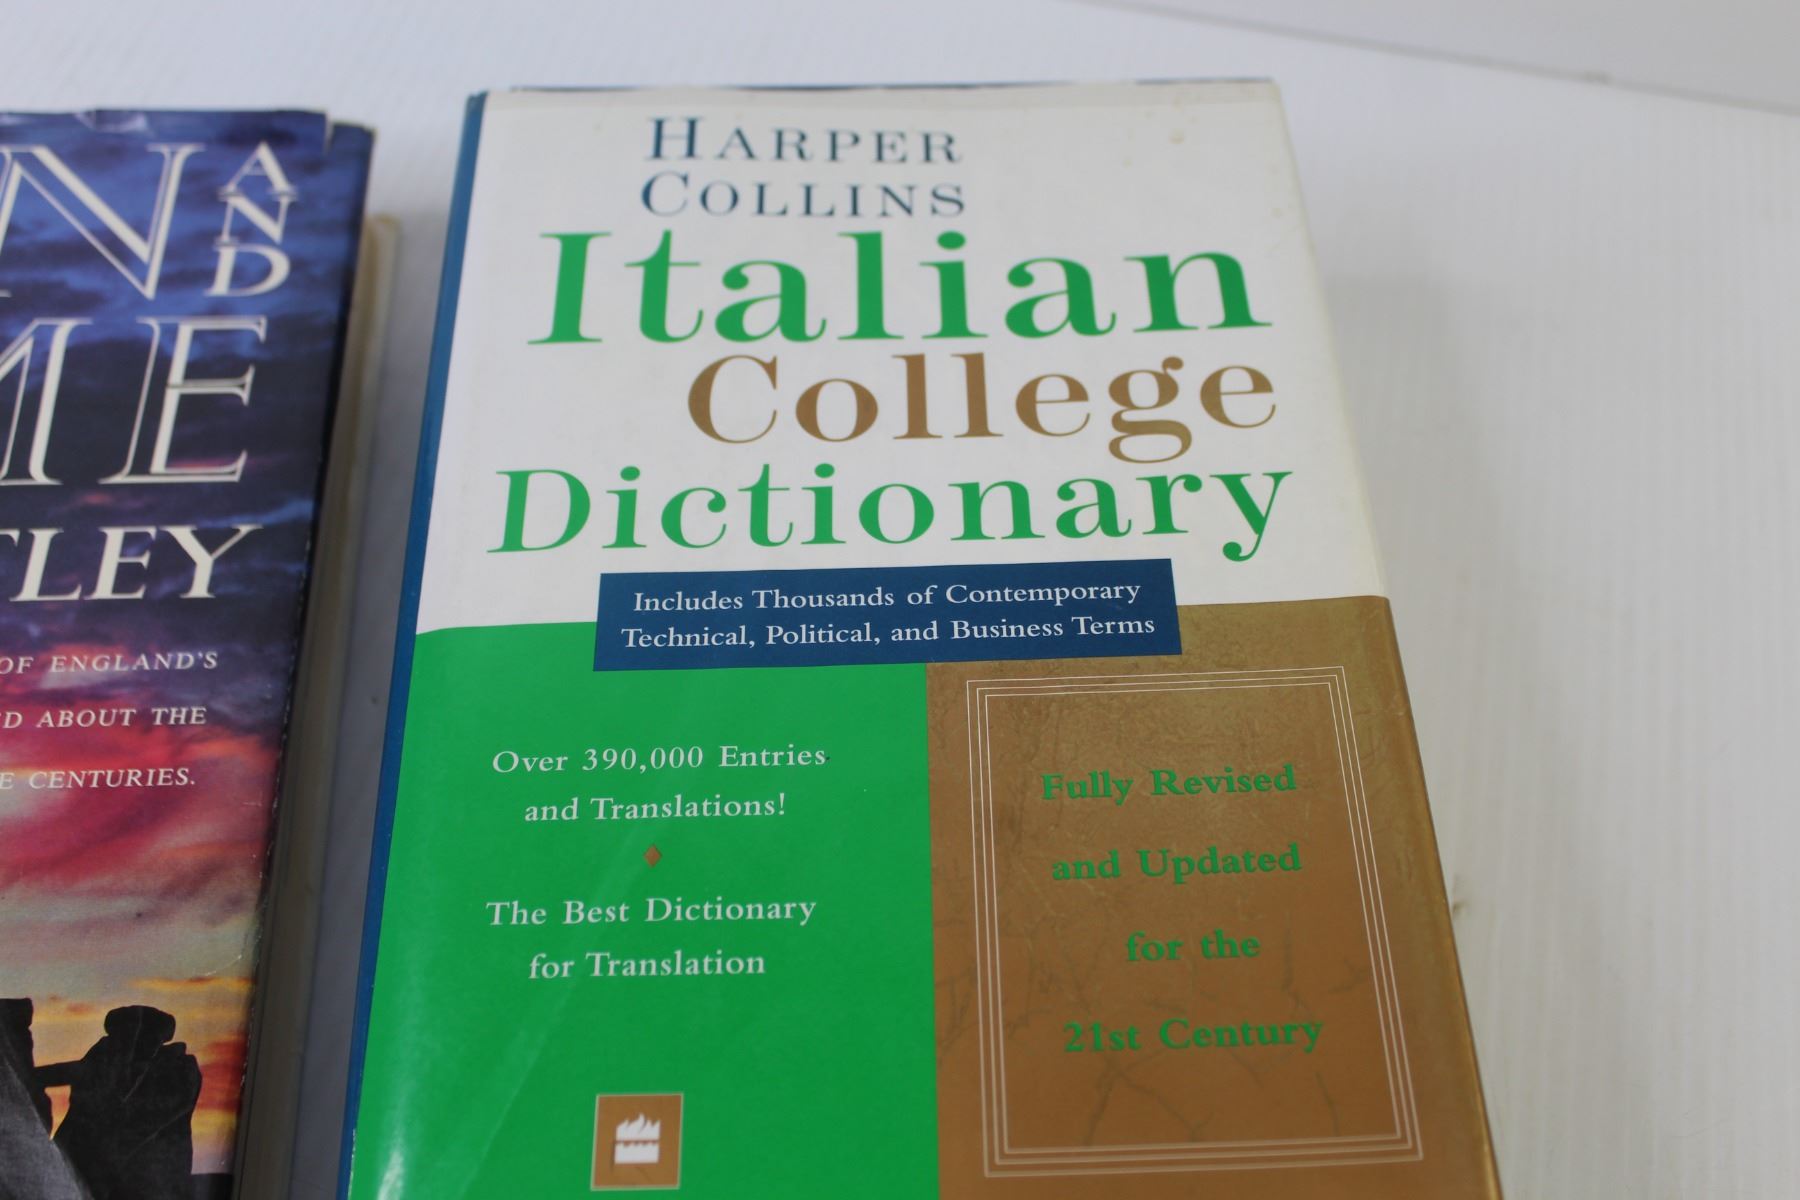 AND
OF ENGLAND'S
ABOUT THE
CENTURIES.
HARPER
COLLINS
Italian
College
Dictionary
Includes Thousands of Contemporary
Technical, Political, and Business Terms
Over 390,000 Entries
and Translations!
The Best Dictionary
for Translation
Fully Revised
and Updated
for the
21st Century